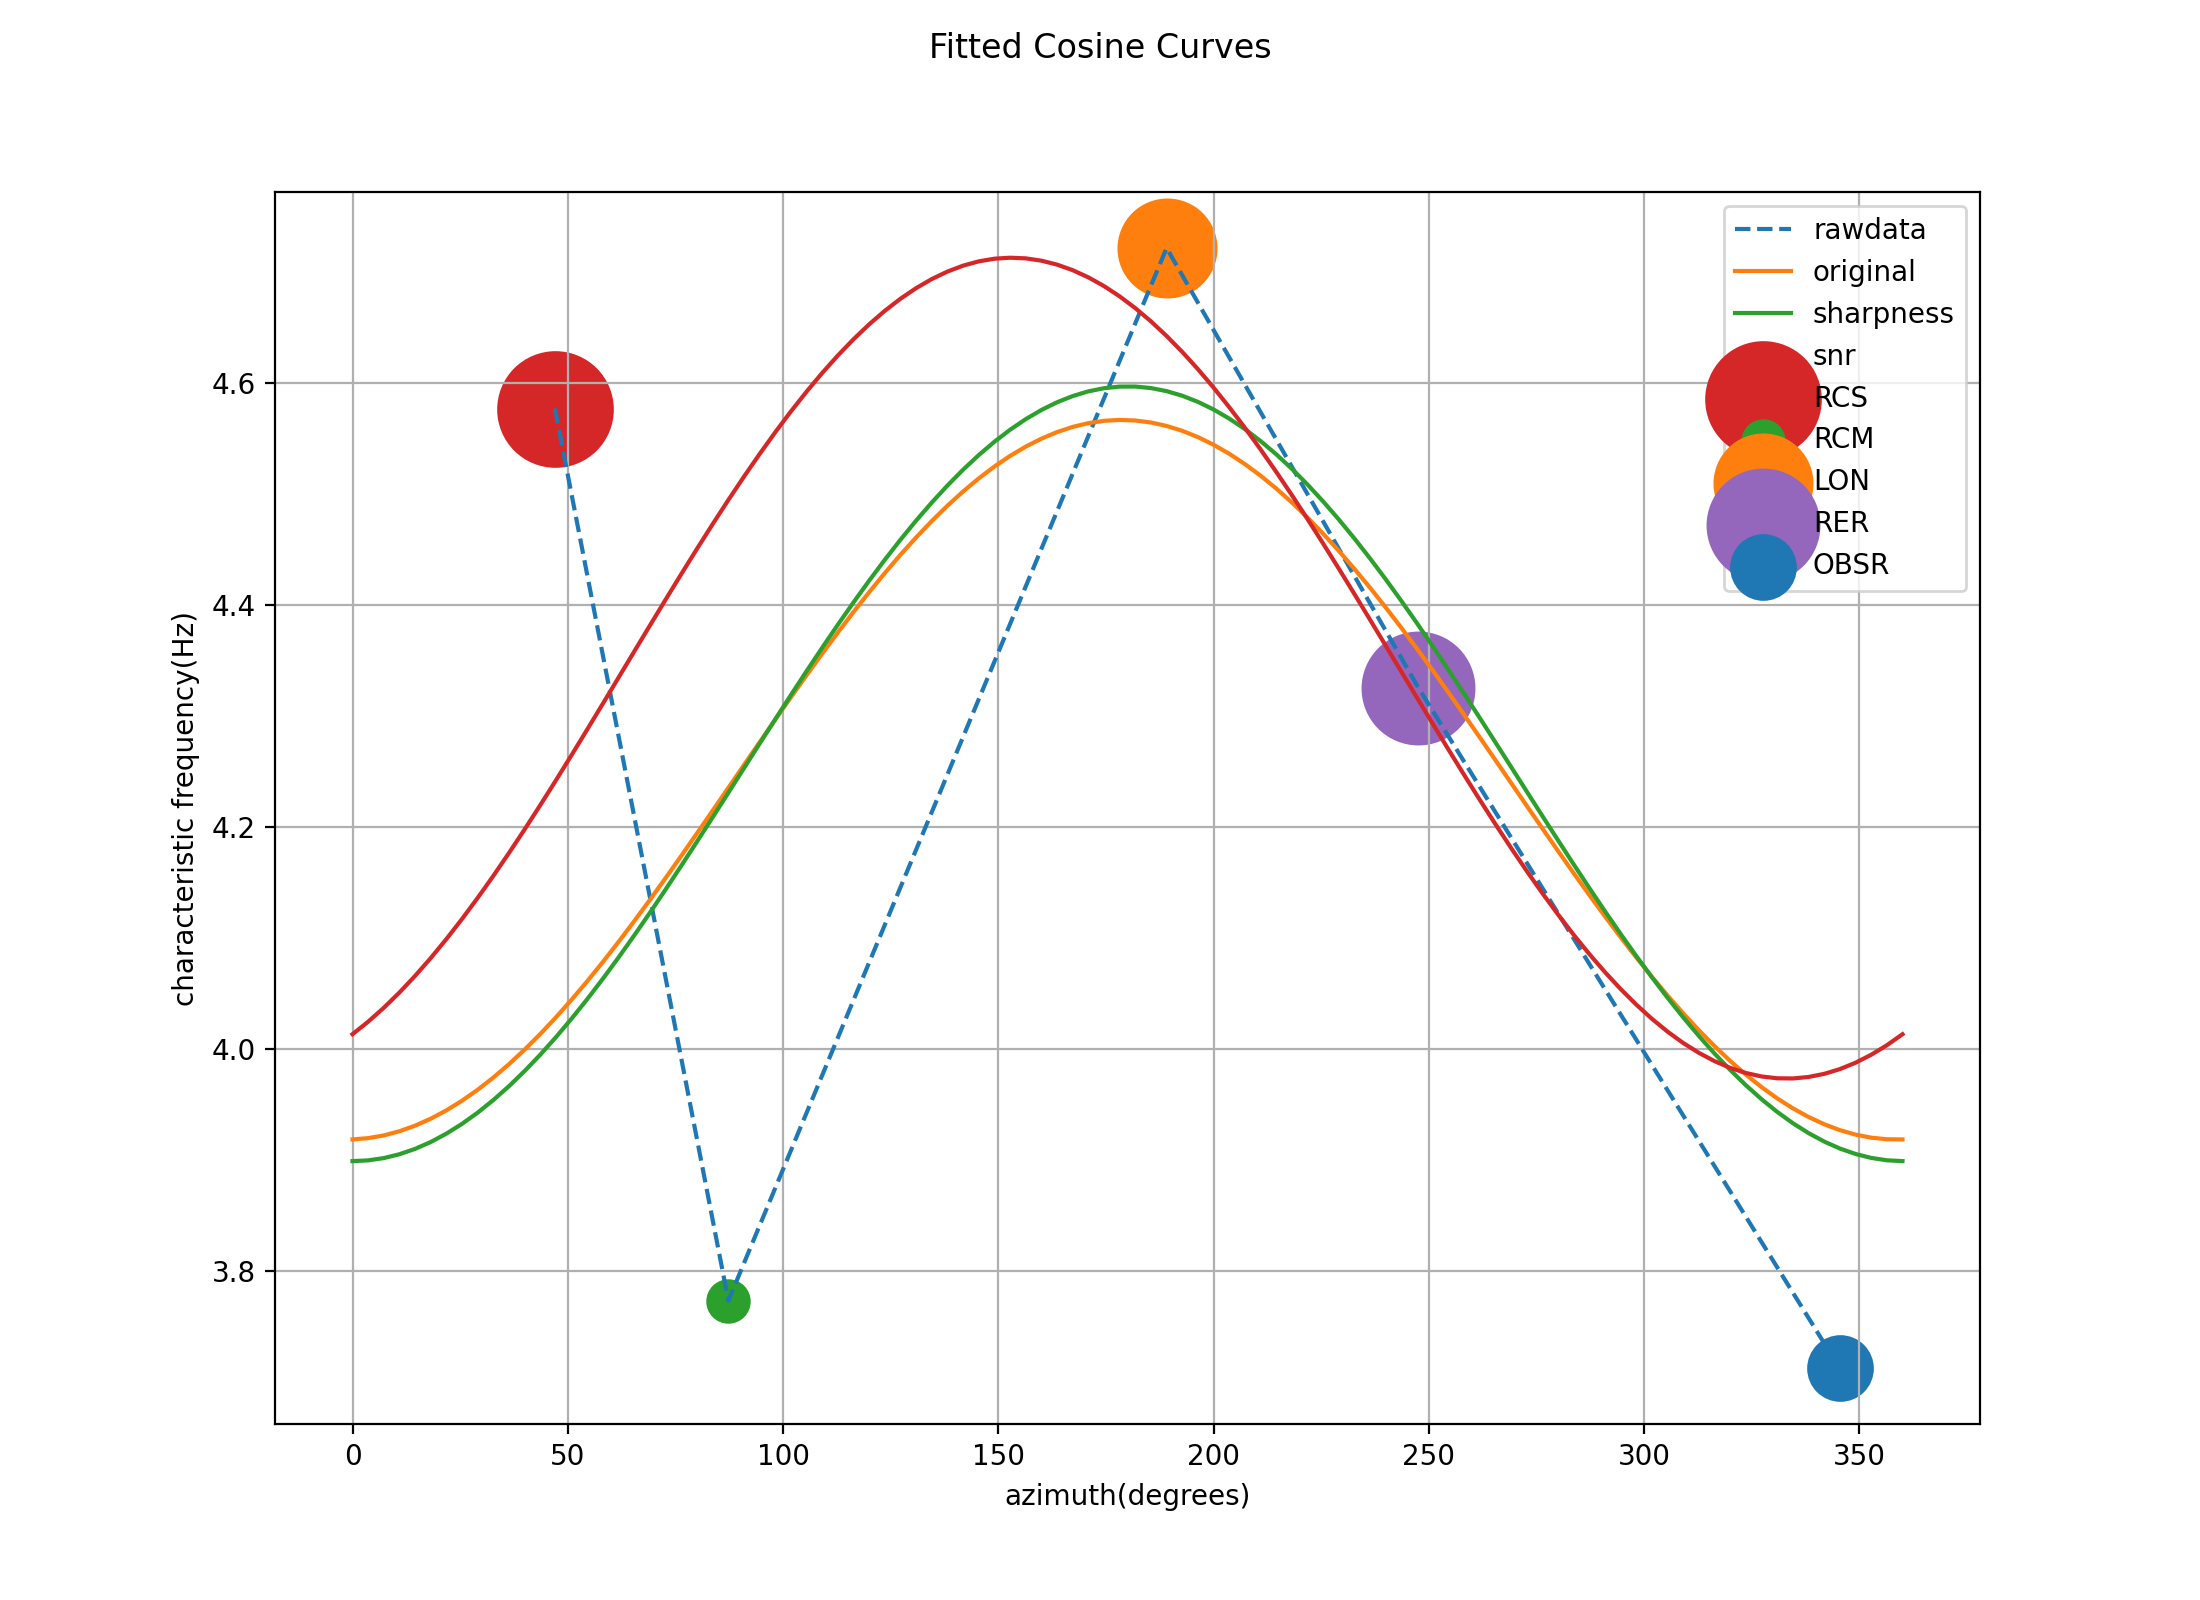 Fitted Cosine Curves
rawdata
original
sharpness
snr
RCS
RCM
LON
RER
OBSR
characteristic frequency(Hz)
4.6
4.4
4.2
4.0
3.8
0 50 100 150 200 250 300 350
azimuth(degrees)